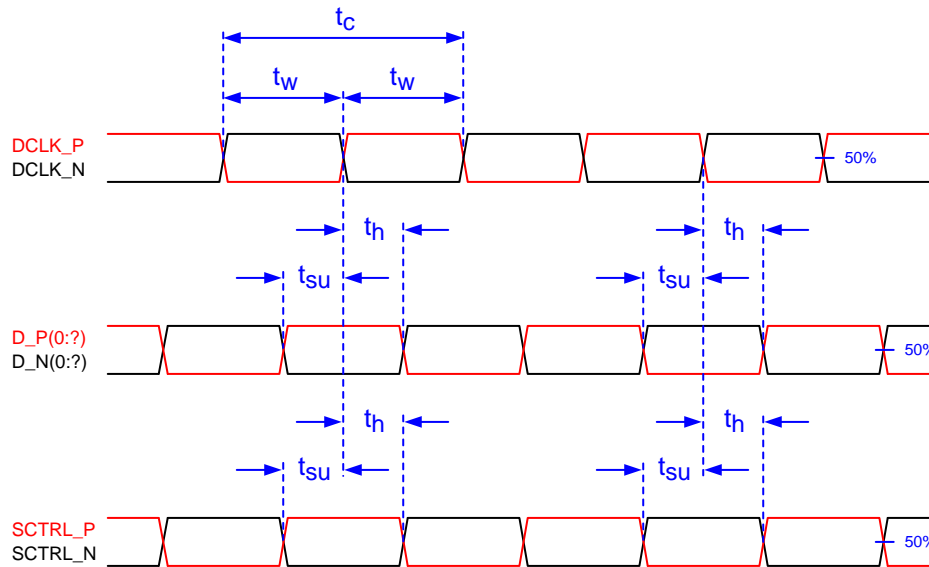 tc
tw tw
DCLK_P
DCLK_N
50%
th th
tsu tsu
D_P(0:?)
D_N(0:?)
50%
th th
tsu tsu
SCTRL_P
SCTRL_N
50%